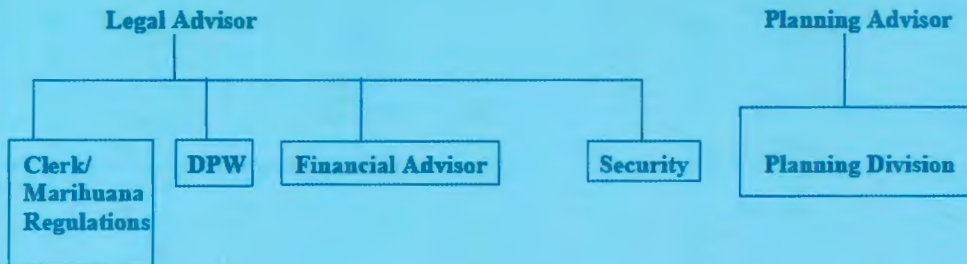 Legal Advisor
Planning Advisor
Clerk/
Marihuana
Regulations
DPW
Financial Advisor
Security
Planning Division